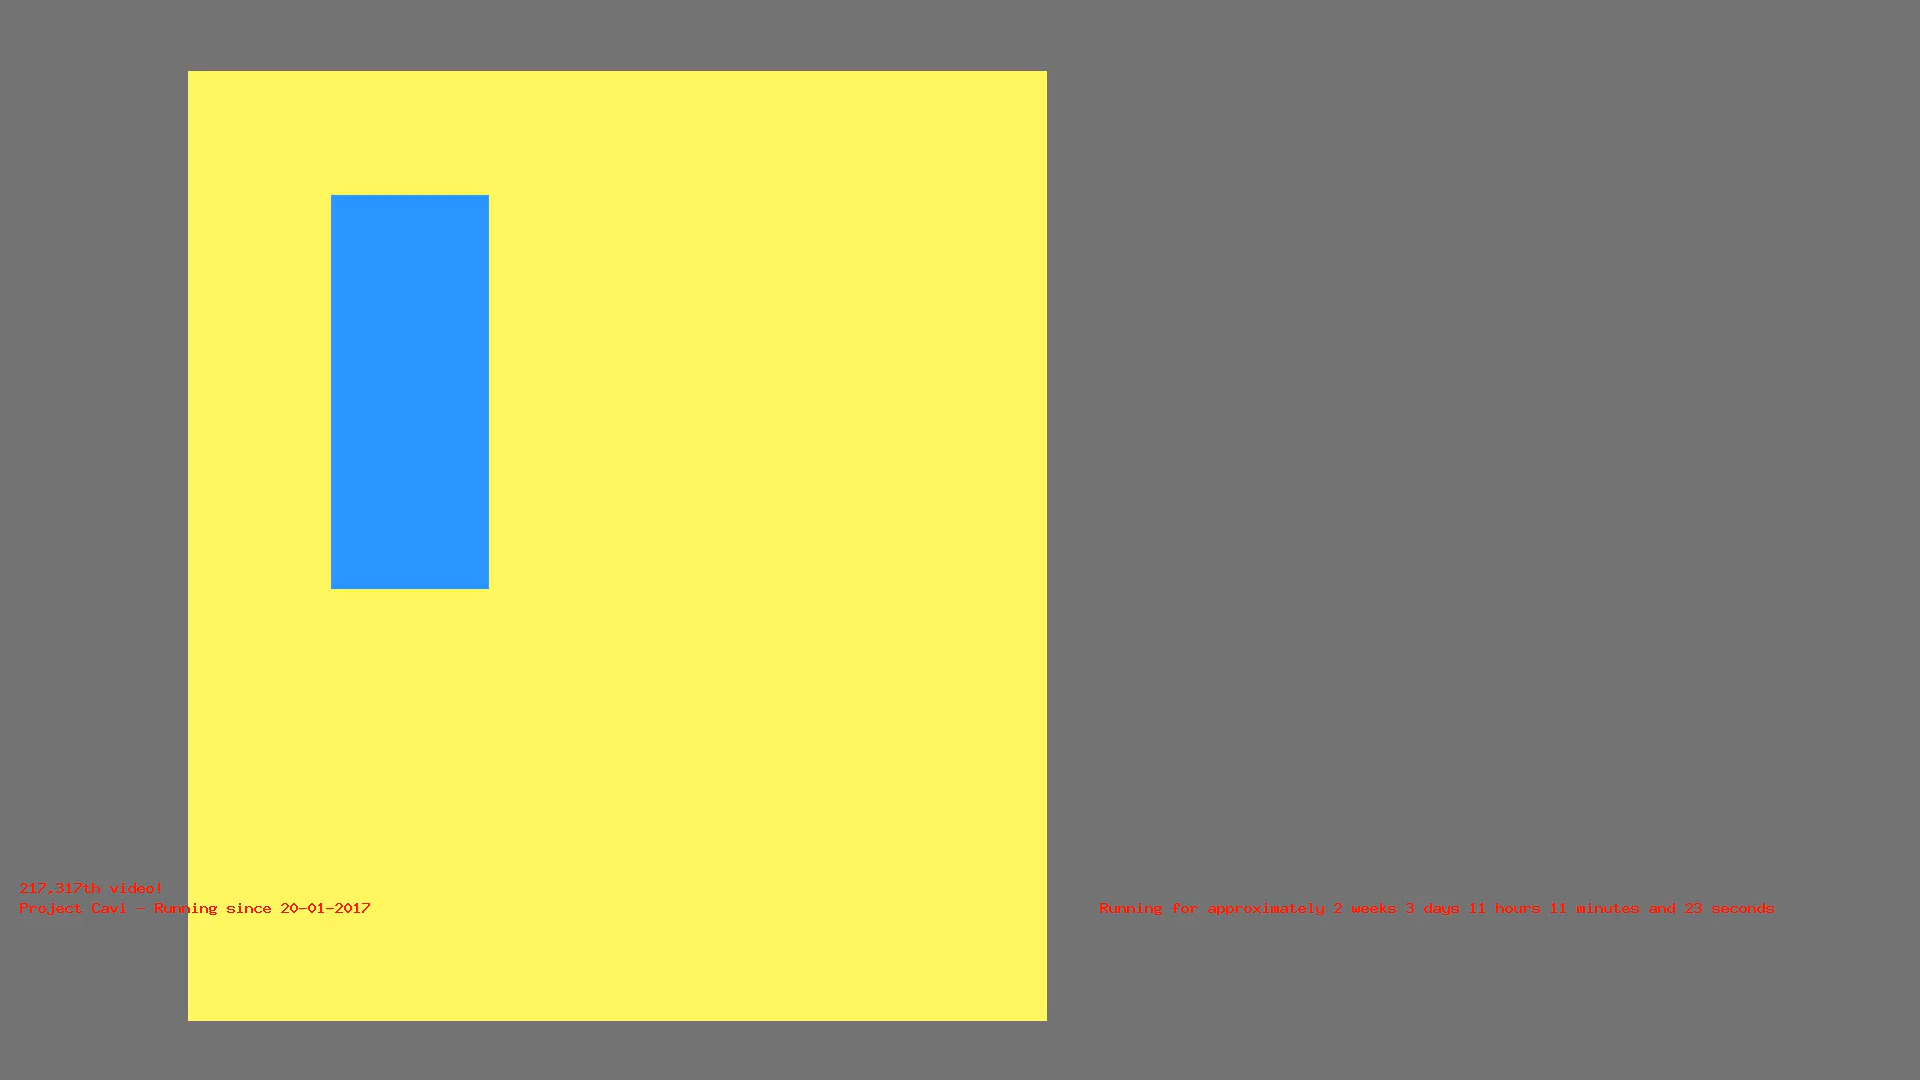 217,317th video!
Project Cavi - Running since 20-01-2017
Running for approximately 2 weeks 3 days 11 hours 11 minutes and 23 seconds